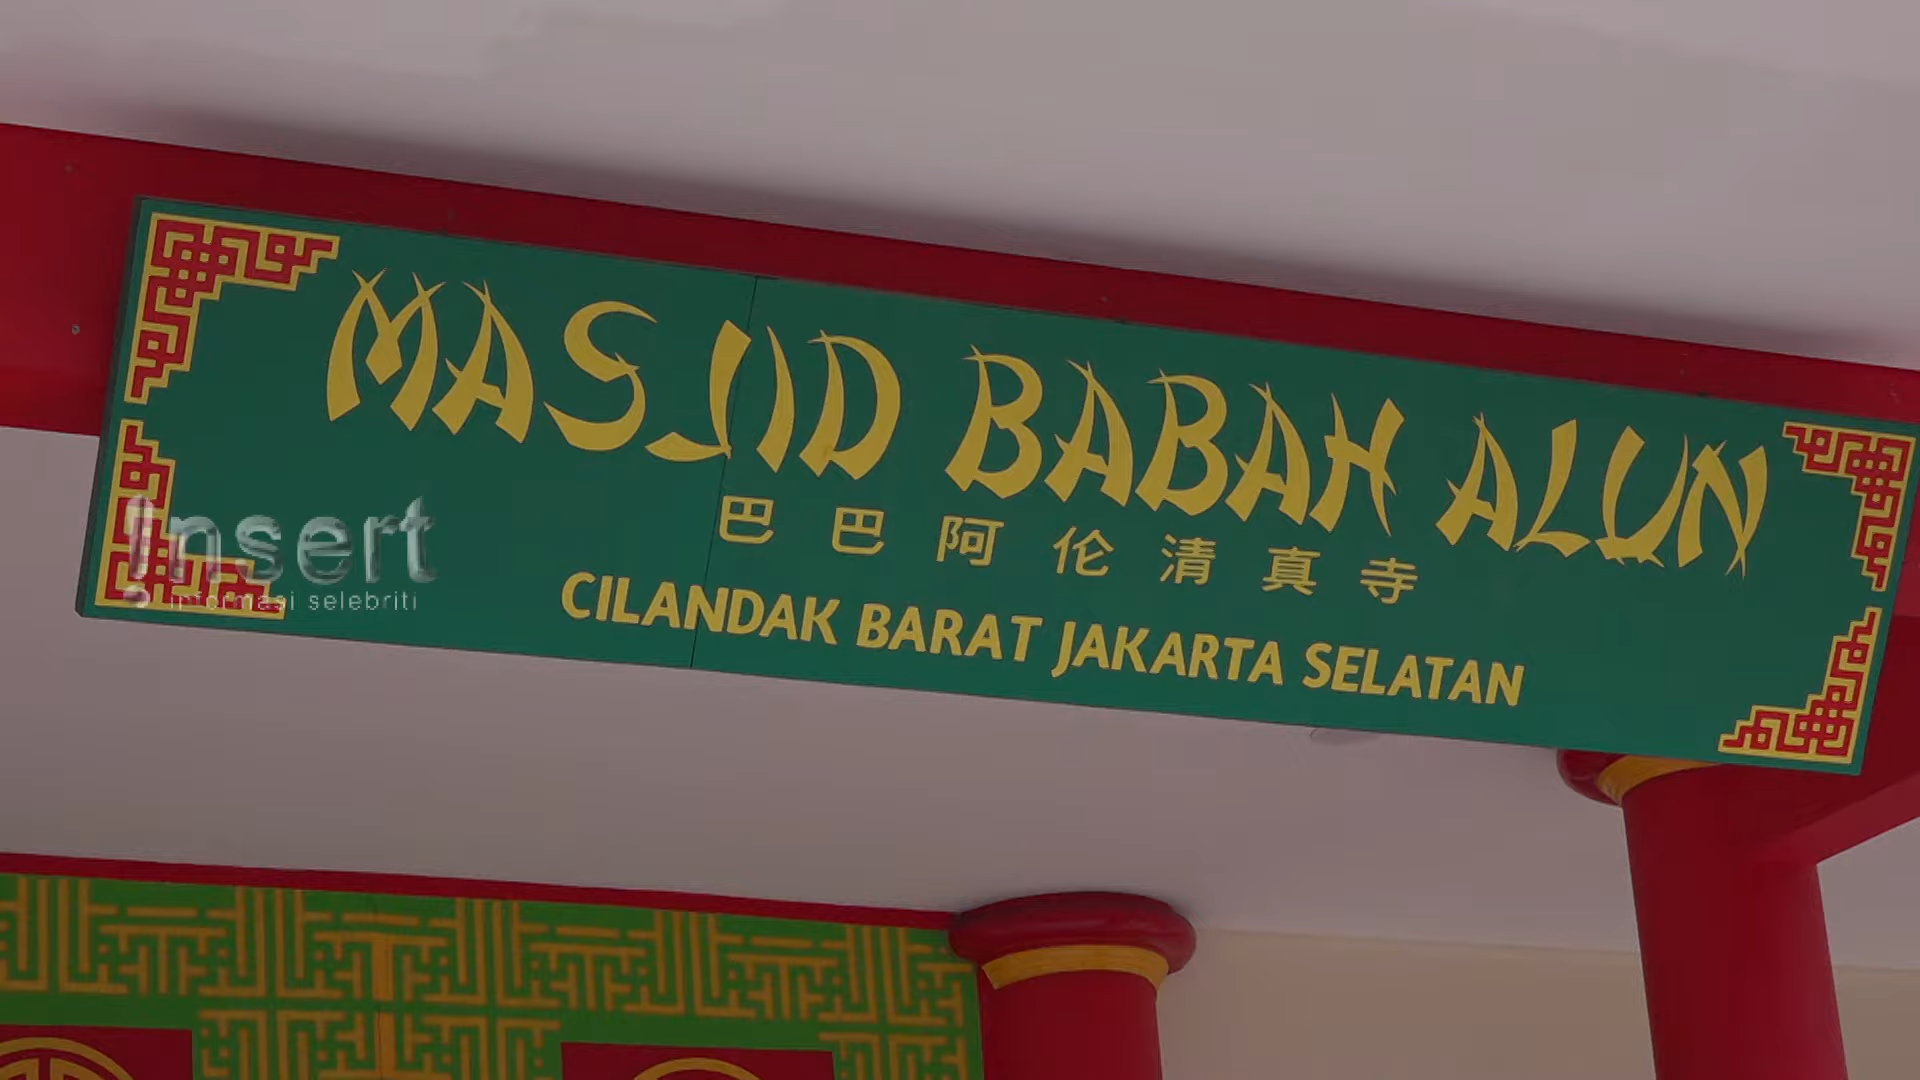 MASJID BABAH ALUN
巴巴阿伦清真寺
CILANDAK BARAT JAKARTA SELATAN
Insert
informasi selebriti